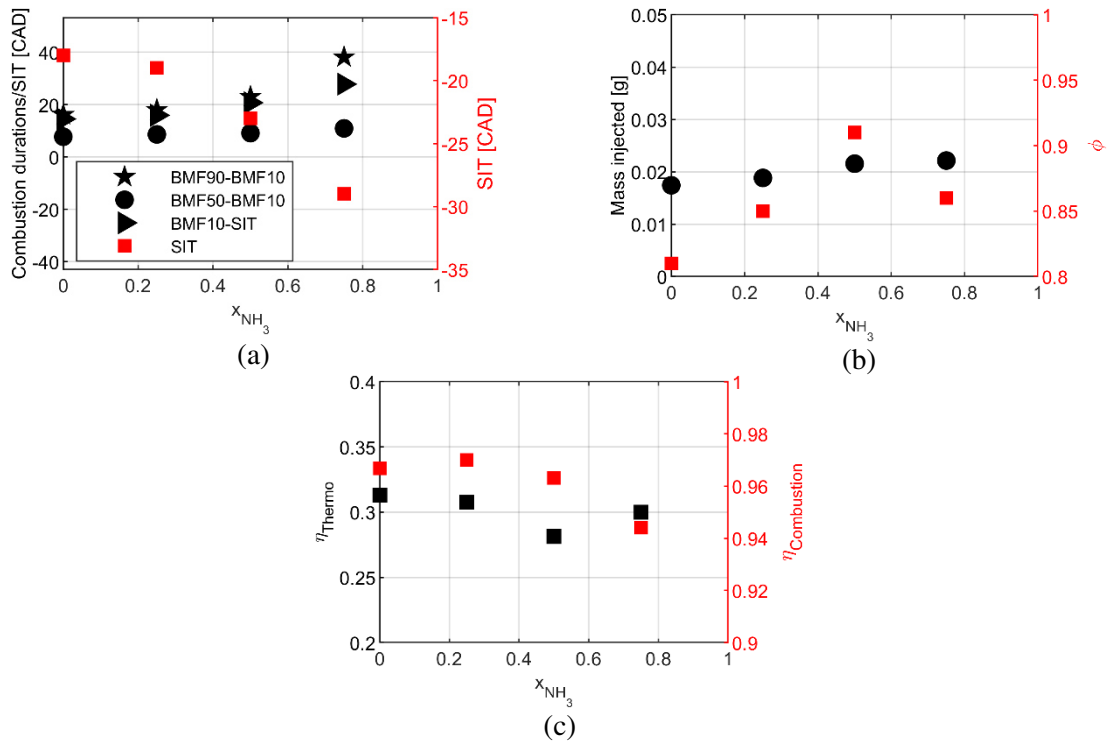 Combustion durations/SIT [CAD]
40
20
0
-20
-40
-15
-20
-25
-30
-35
SIT [CAD]
BMF90-BMF10
BMF50-BMF10
BMF10-SIT
SIT
0 0.2 0.4 0.6 0.8 1
x_NH3
(a)
Mass injected [g]
0.05
0.04
0.03
0.02
0.01
0
1
0.95
0.9
0.85
0.8
ϕ
0 0.2 0.4 0.6 0.8 1
x_NH3
(b)
ηThermo
0.4
0.35
0.3
0.25
0.2
1
0.98
0.96
0.94
0.92
0.9
ηCombustion
0 0.2 0.4 0.6 0.8 1
x_NH3
(c)